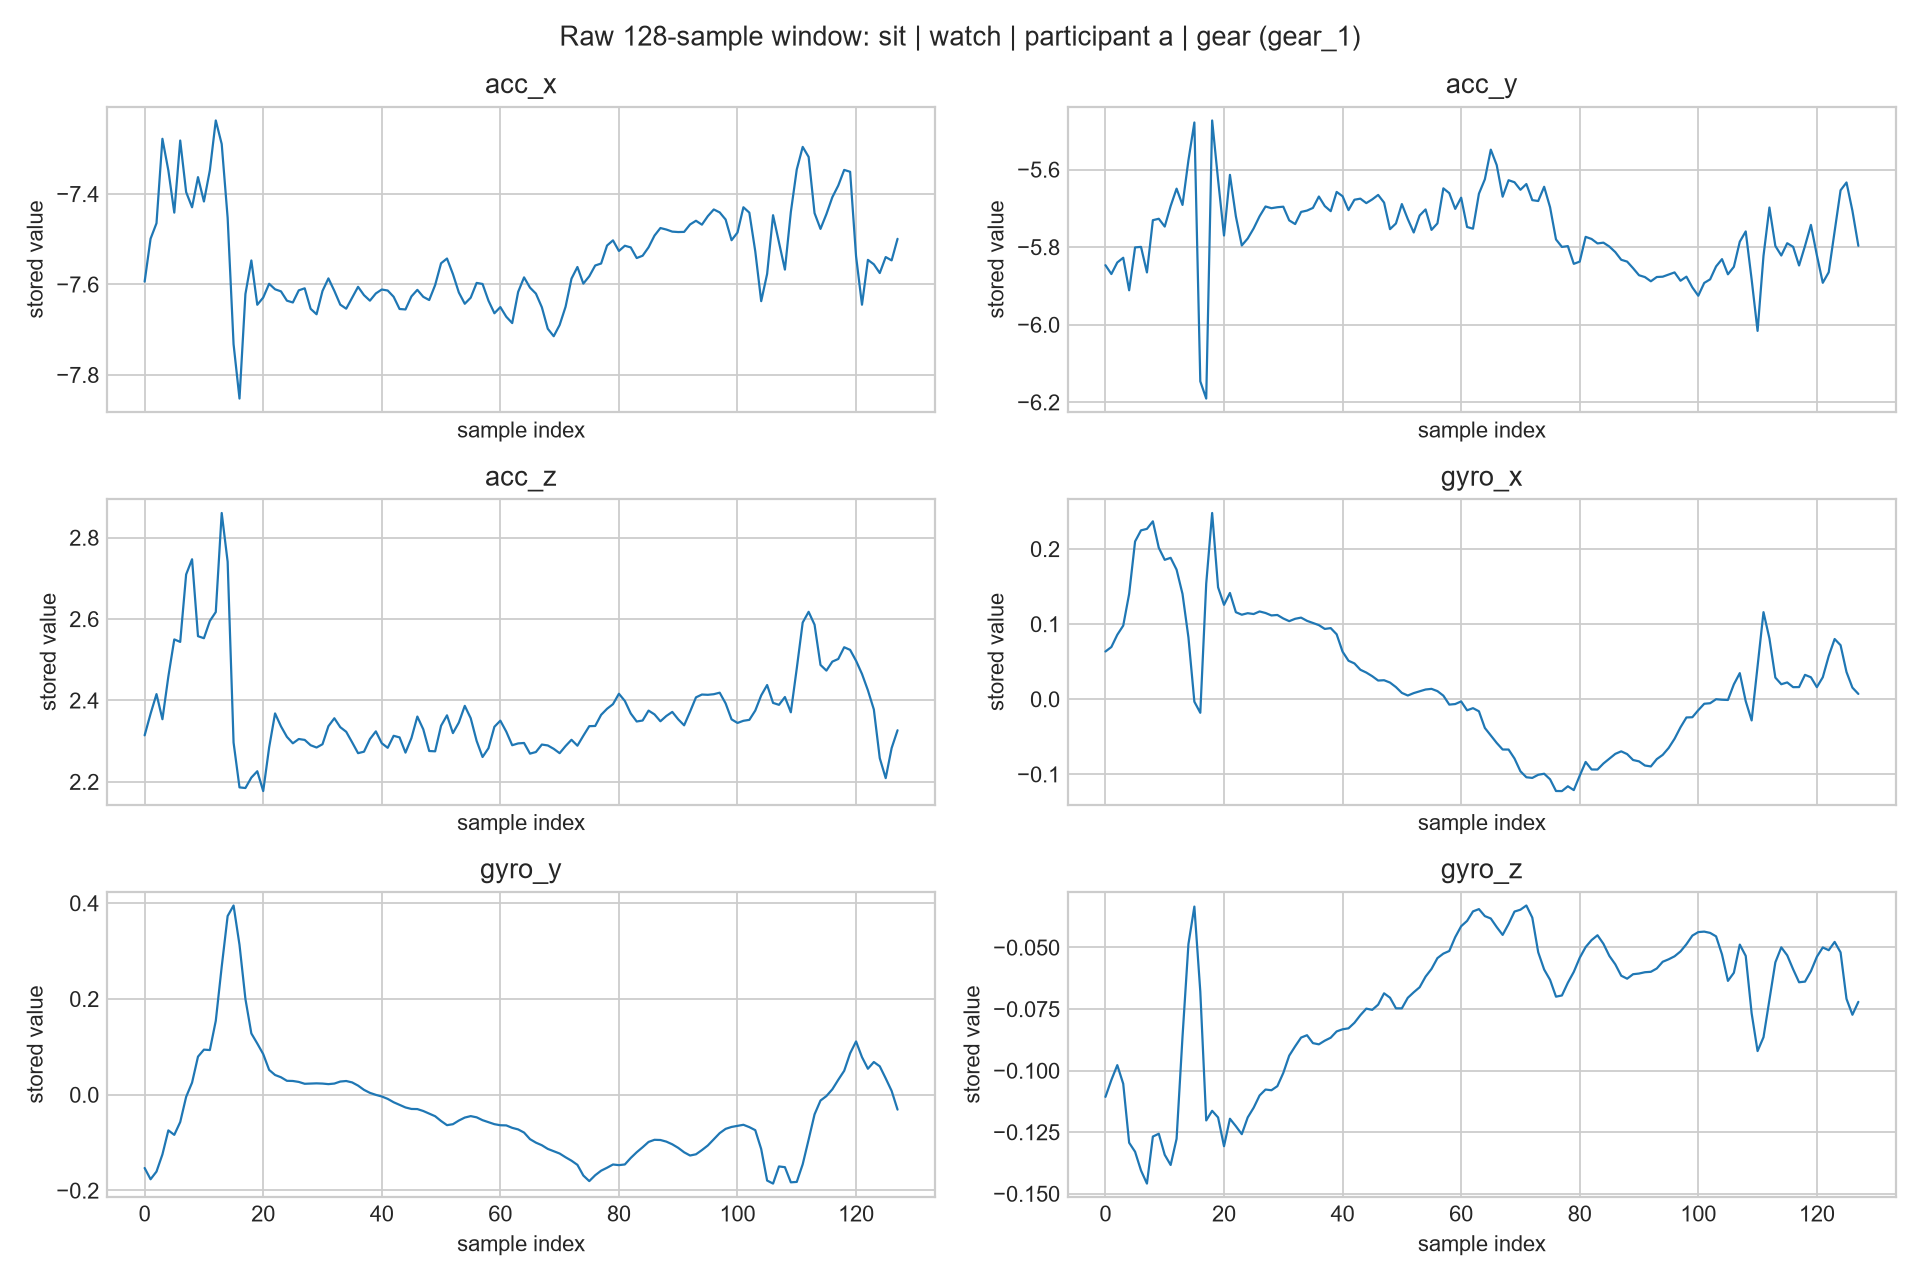 Raw 128-sample window: sit | watch | participant a | gear (gear_1)
acc_x
stored value
−7.4
−7.6
−7.8
sample index
acc_y
stored value
−5.6
−5.8
−6.0
−6.2
sample index
acc_z
stored value
2.8
2.6
2.4
2.2
sample index
gyro_x
stored value
0.2
0.1
0.0
−0.1
sample index
gyro_y
stored value
0.4
0.2
0.0
−0.2
0 20 40 60 80 100 120
sample index
gyro_z
stored value
−0.050
−0.075
−0.100
−0.125
−0.150
0 20 40 60 80 100 120
sample index